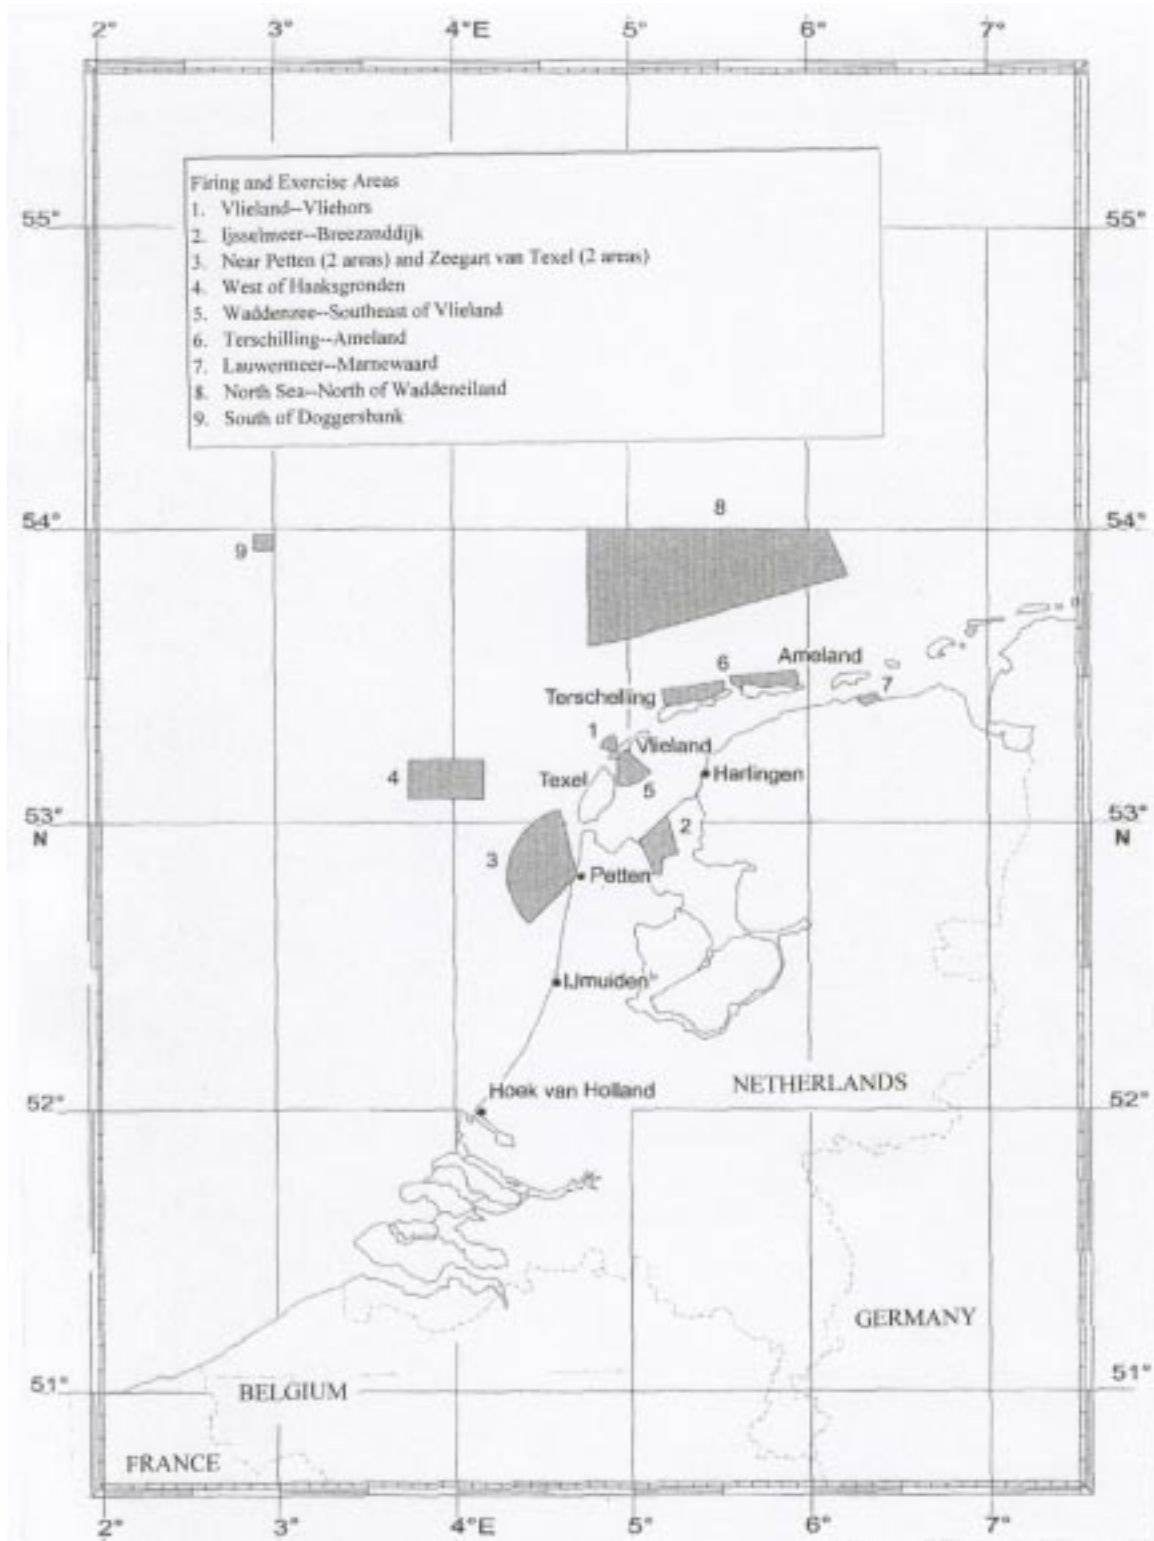 2° 3° 4°E 5° 6° 7°
Firing and Exercise Areas
1. Vlieland--Vliehors
2. Ijsselmeer--Breezanddijk
3. Near Petten (2 areas) and Zeegart van Texel (2 areas)
4. West of Haaksgronden
5. Waddenzee--Southeast of Vlieland
6. Terschilling--Ameland
7. Lauwermeer--Marnewaard
8. North Sea--North of Waddeneiland
9. South of Doggersbank
55° 55°
54° 8 54°
9
6 Ameland
Terschelling 7
1 Vlieland
4 Texel 5 Harlingen
53° 53°
N 2 N
3 Petten
IJmuiden
Hoek van Holland NETHERLANDS
52° 52°
GERMANY
51° BELGIUM 51°
FRANCE
2° 3° 4°E 5° 6° 7°